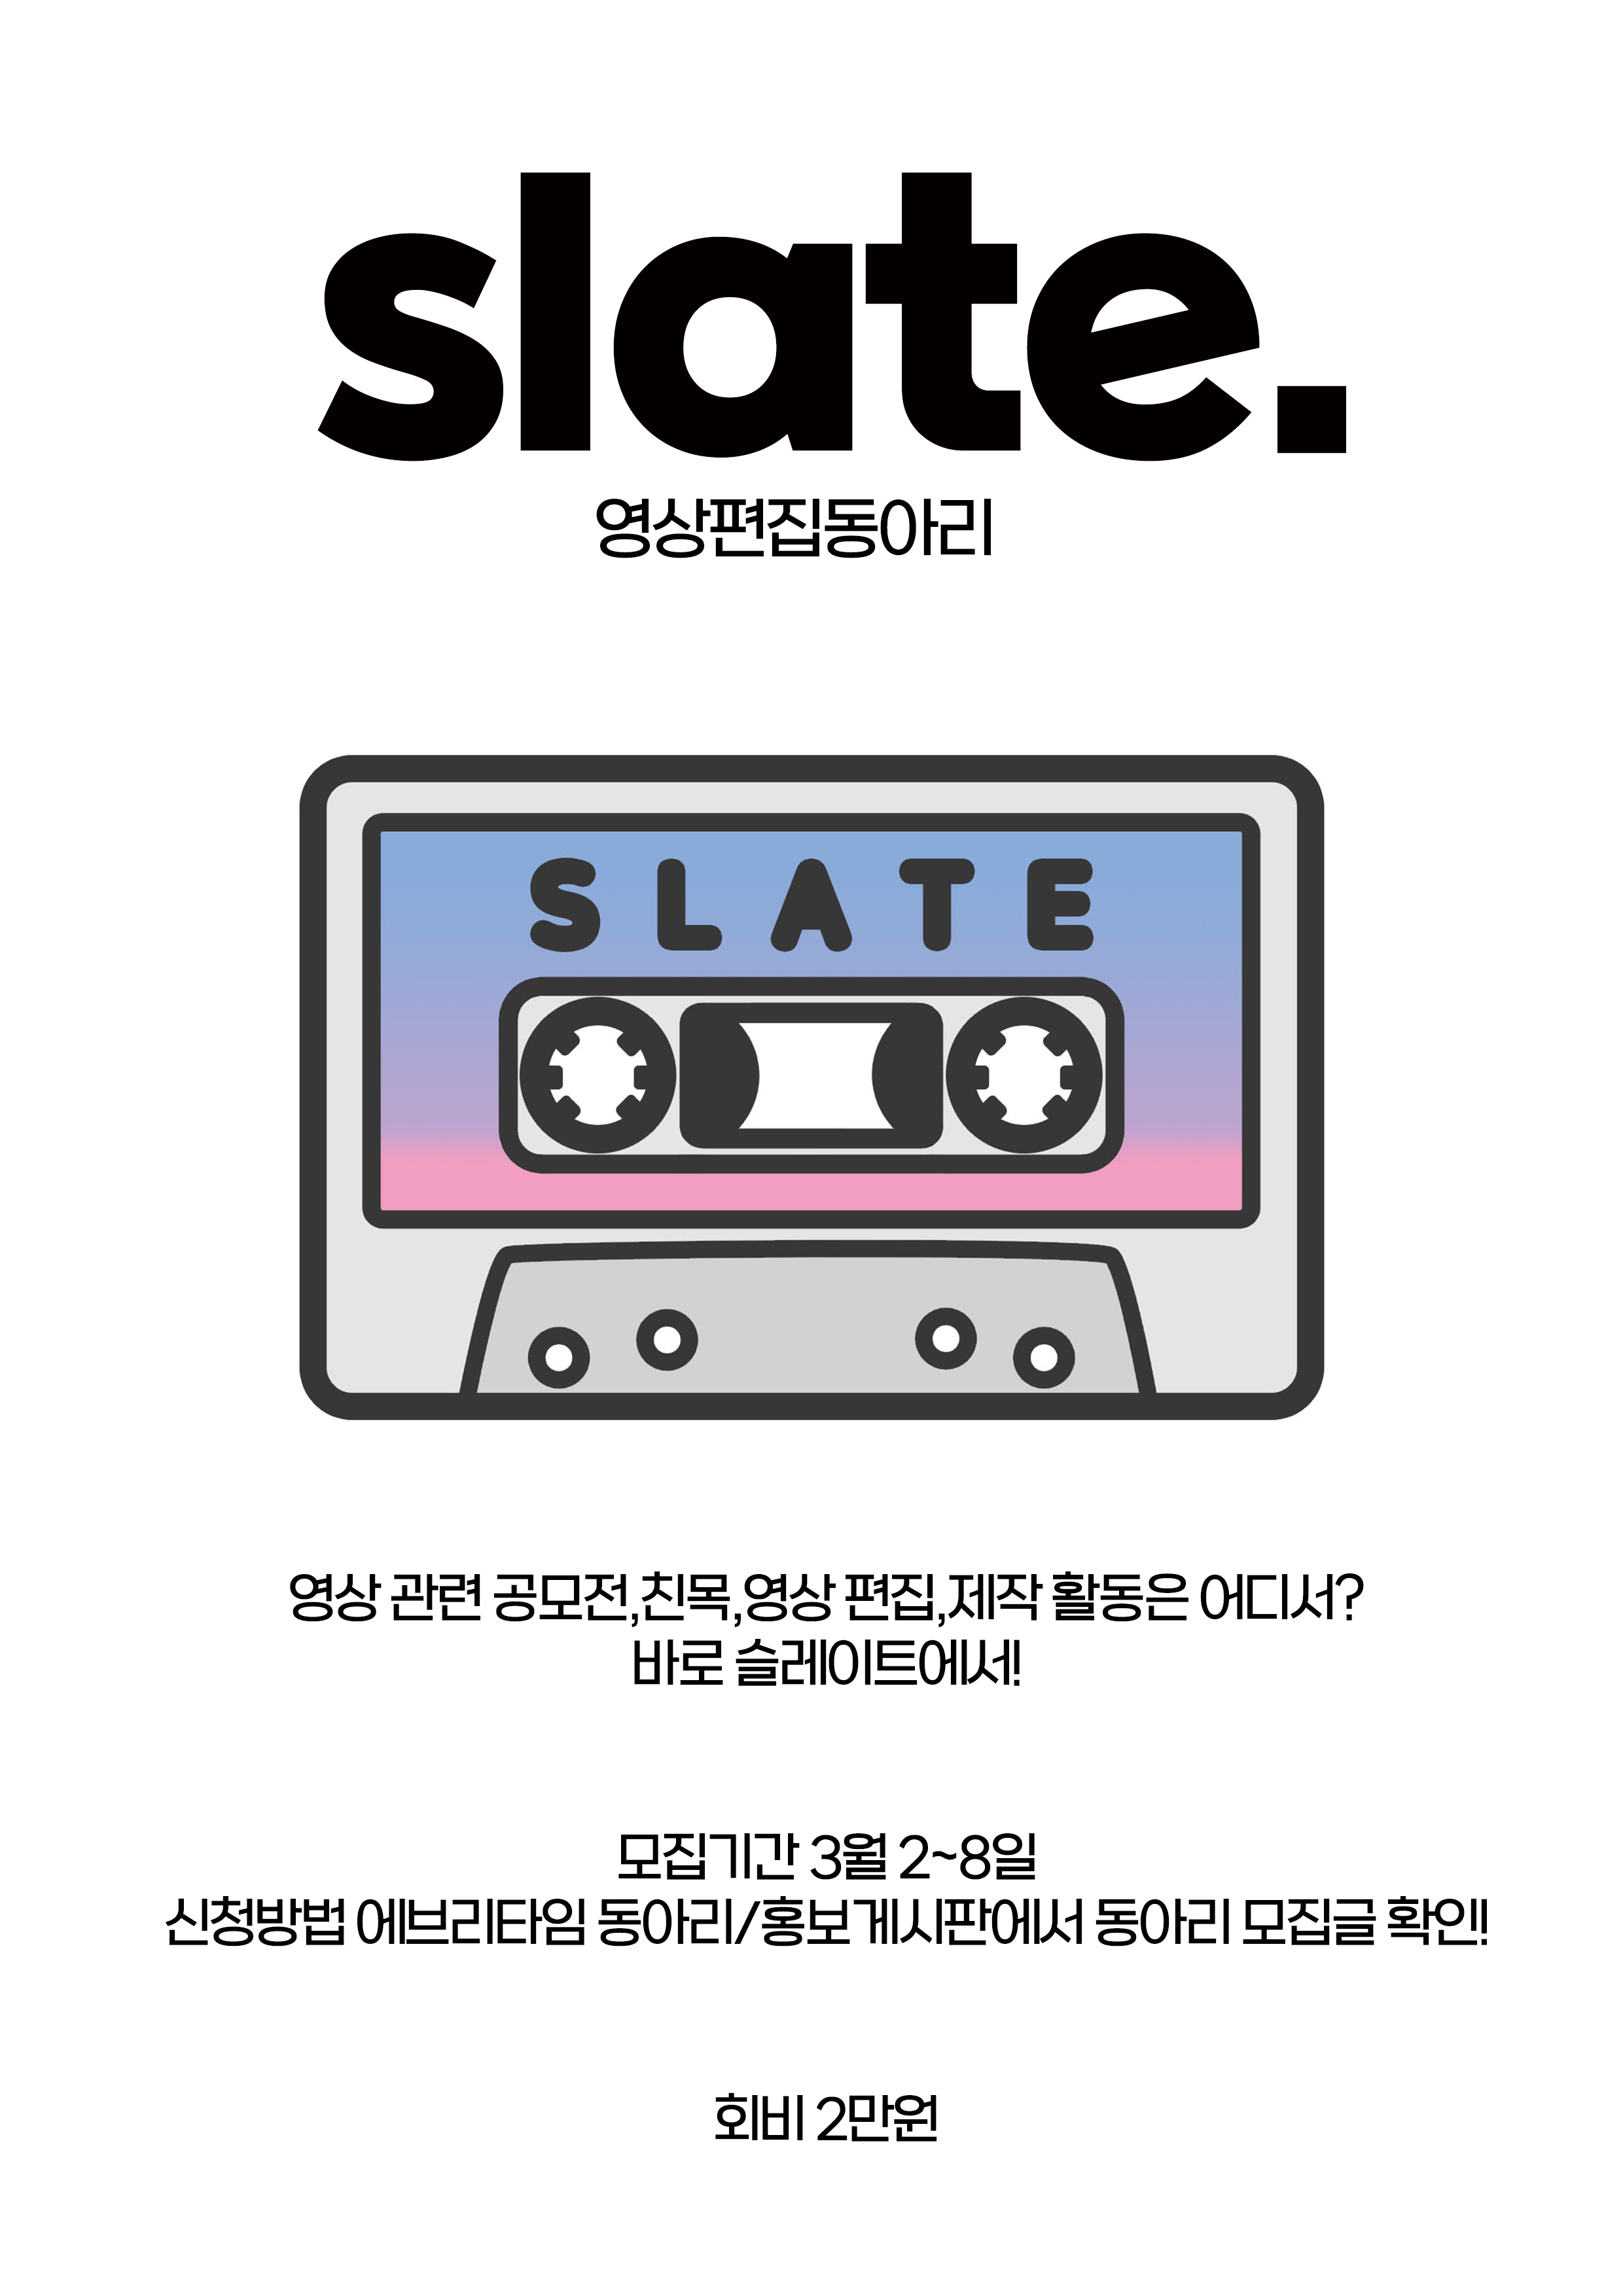 slate.
영상편집동아리
SLATE
영상 관련 공모전,친목,영상 편집,제작 활동은 어디서?
바로 슬레이트에서!
모집기간 3월 2~8일
신청방법 에브리타임 동아리/홍보게시판에서 동아리 모집글 확인!!
회비 2만원